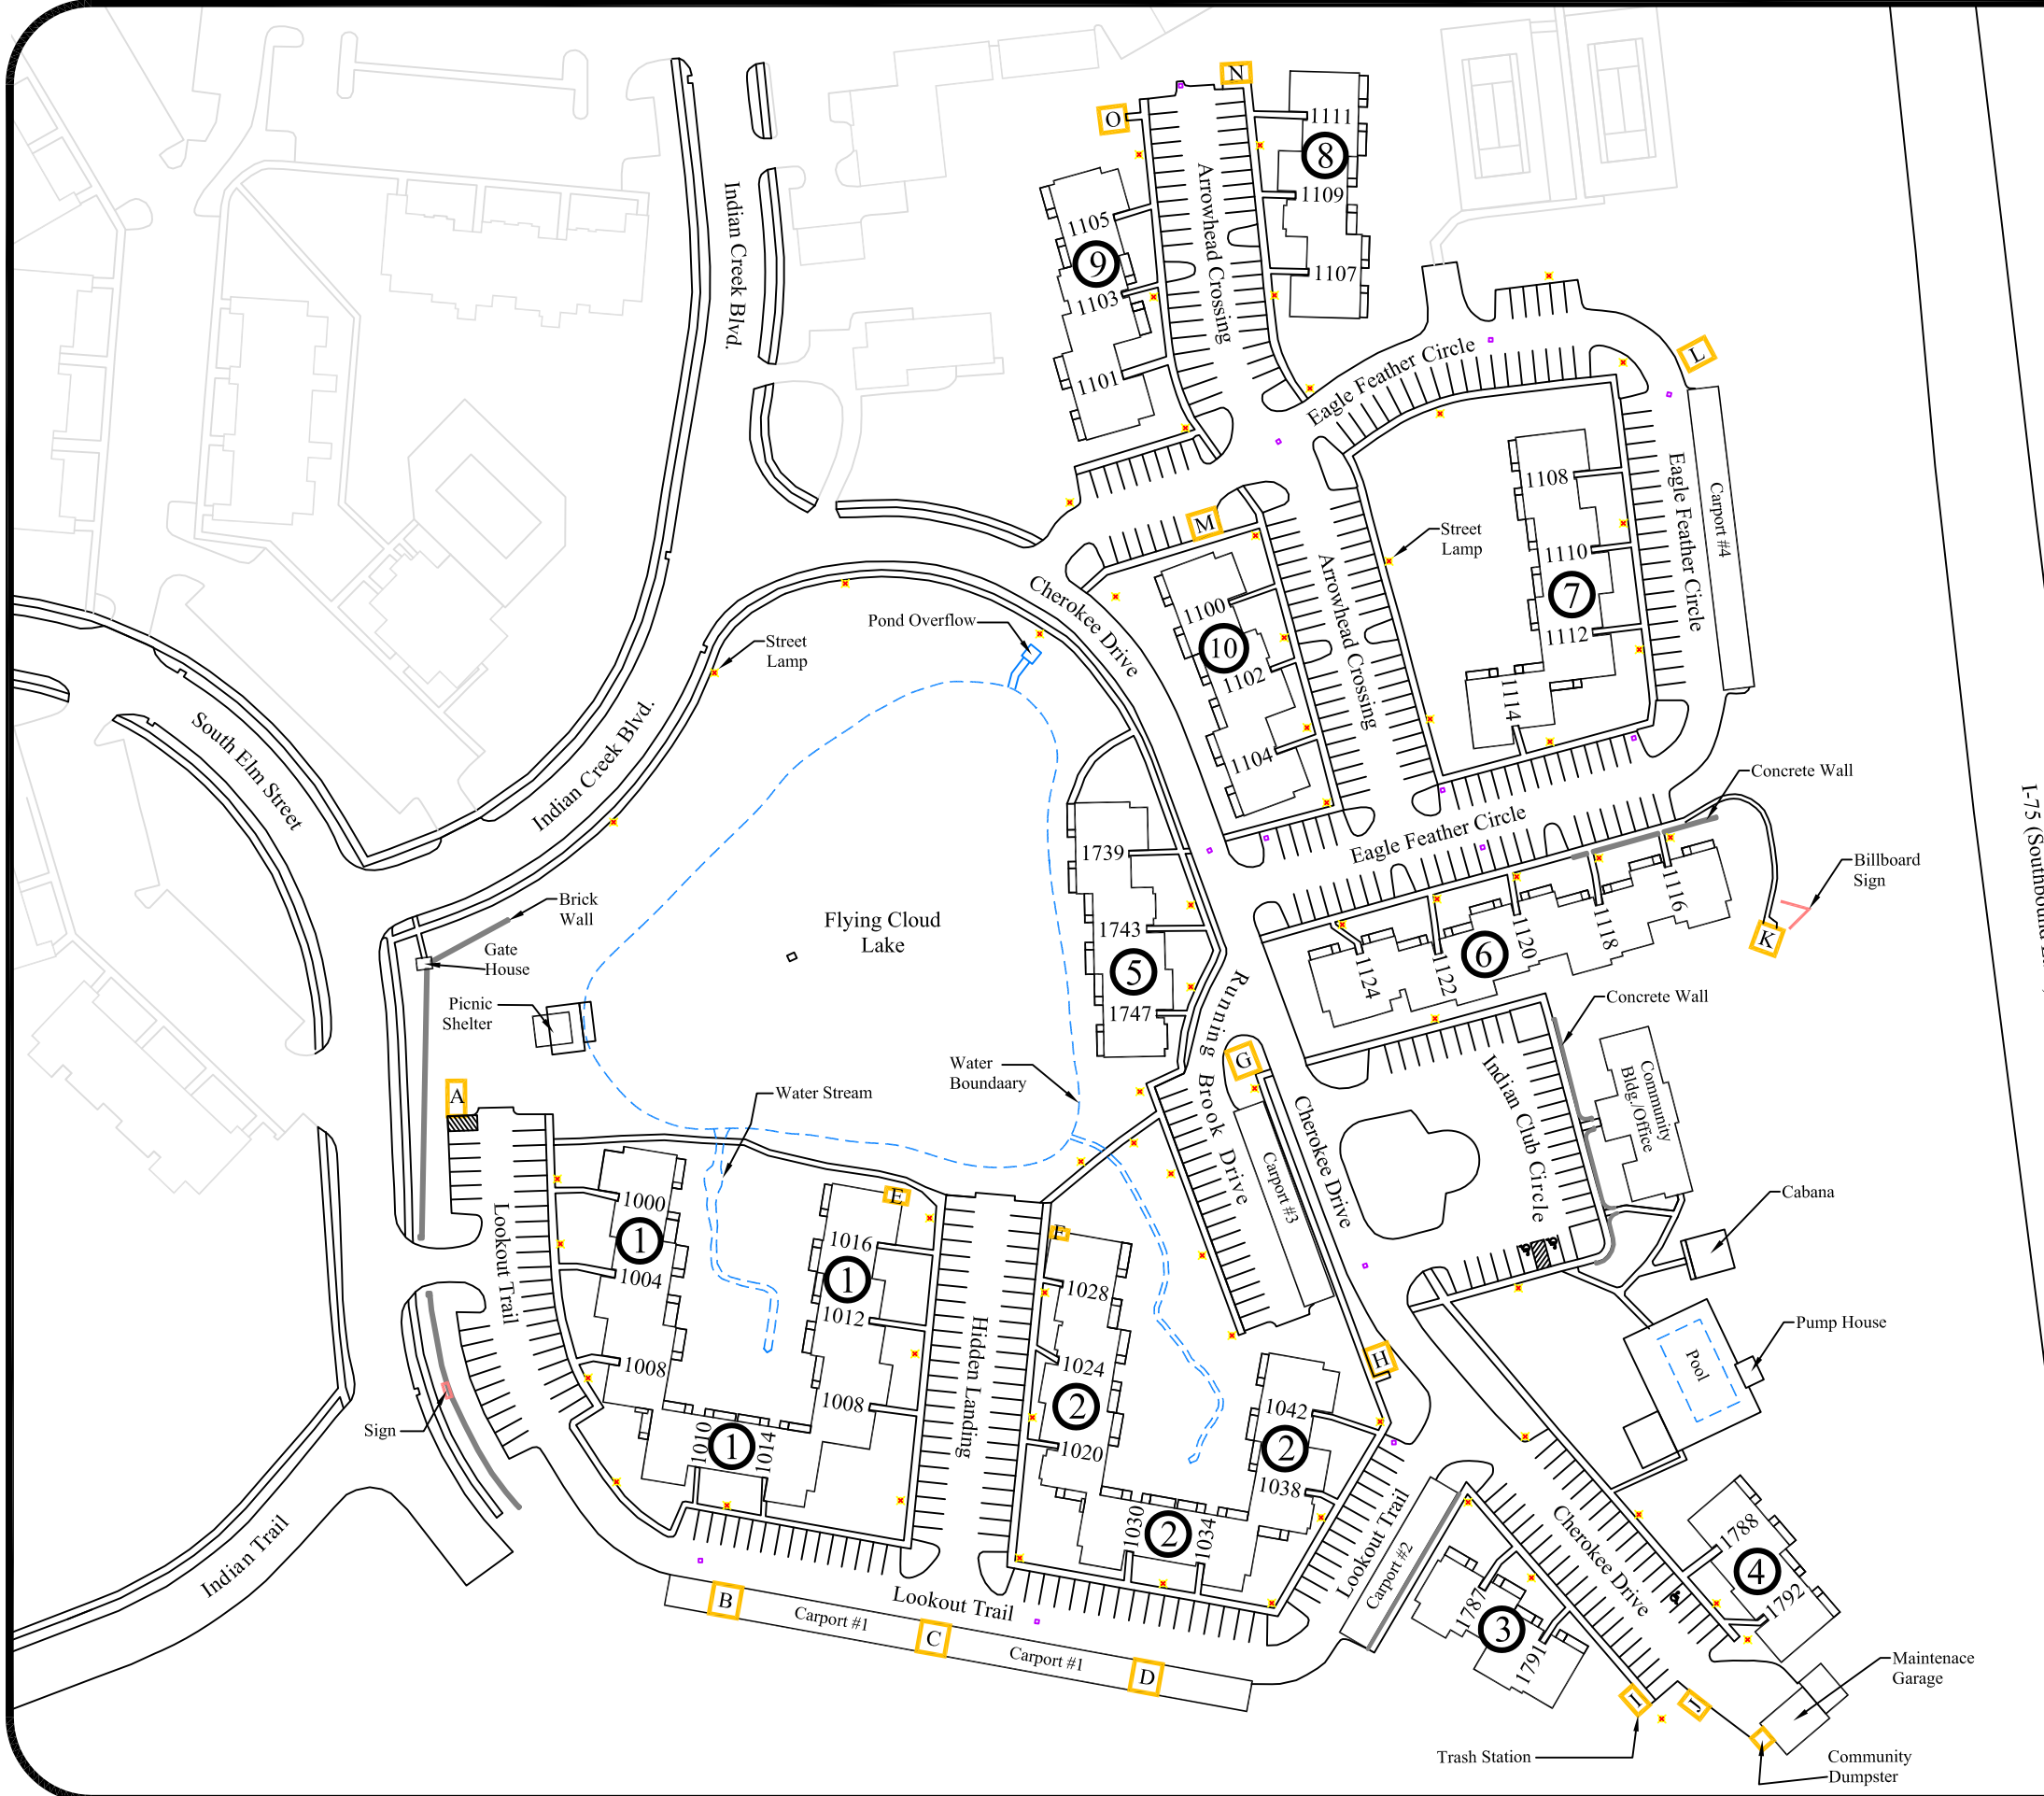 N
O
1111
8
1109
1107
Arrowhead Crossing
1105
9
1103
1101
Indian Creek Blvd.
Eagle Feather Circle
L
M
1108
1110
7
1112
1114
Eagle Feather Circle
Carport #4
Street
Lamp
Arrowhead Crossing
1100
10
1102
1104
Cherokee Drive
Pond Overflow
Street
Lamp
Indian Creek Blvd.
South Elm Street
Concrete Wall
Eagle Feather Circle
Billboard
Sign
K
1116
1118
1120
1122
1124
6
1739
1743
5
1747
Flying Cloud
Lake
Brick
Wall
Gate
House
Picnic
Shelter
Running Brook Drive
Concrete Wall
Community
Bldg./Office
Indian Club Circle
G
Cherokee Drive
Carport #3
Water
Boundaary
Water Stream
A
Cabana
Pump House
Pool
Lookout Trail
1000
1
1004
1008
E
1016
1
1012
1008
1010
1
1014
Hidden Landing
F
1028
1024
2
1020
1030
2
1034
1042
2
1038
H
Sign
Indian Trail
Lookout Trail
Carport #2
Cherokee Drive
1788
4
1792
1787
3
1791
B
Carport #1
C
Lookout Trail
Carport #1
D
I
J
Maintenace
Garage
Trash Station
Community
Dumpster